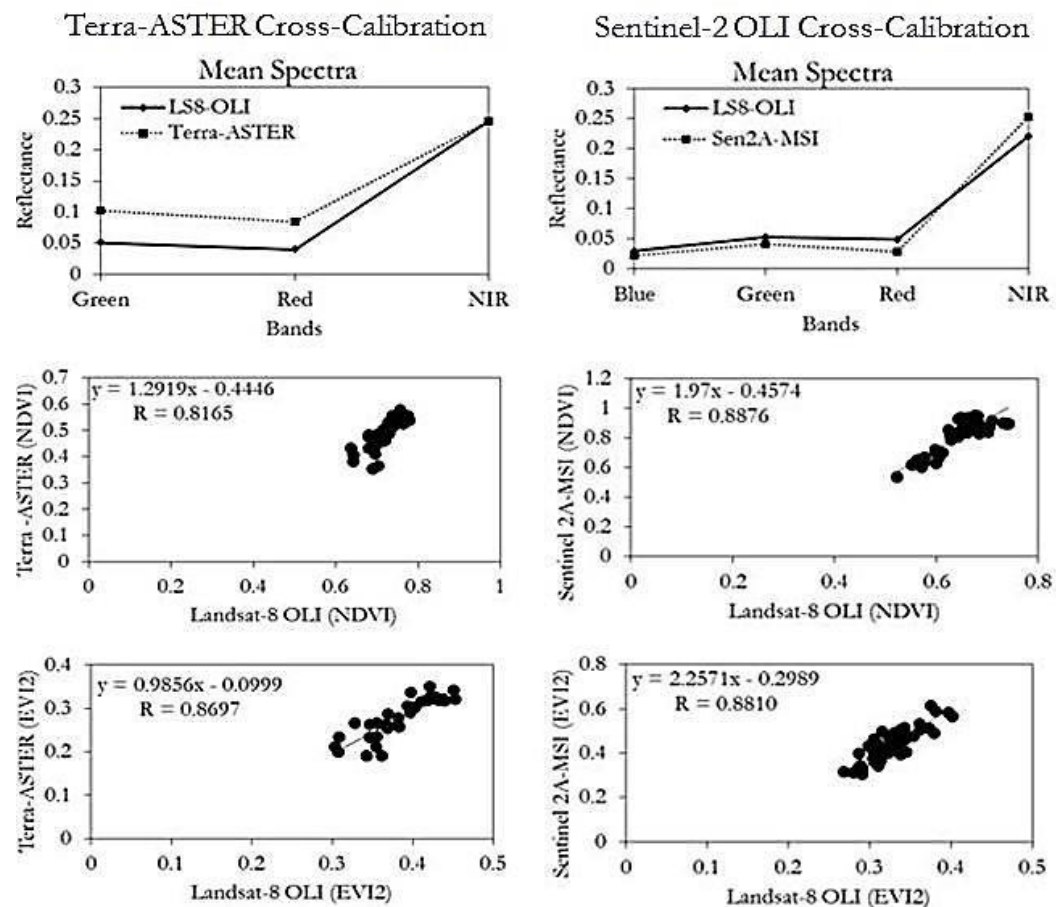 Terra-ASTER Cross-Calibration
Mean Spectra
LS8-OLI
Terra-ASTER
Reflectance
0.3
0.25
0.2
0.15
0.1
0.05
0
Green Red NIR
Bands
Sentinel-2 OLI Cross-Calibration
Mean Spectra
LS8-OLI
Sen2A-MSI
Reflectance
0.3
0.25
0.2
0.15
0.1
0.05
0
Blue Green Red NIR
Bands
y = 1.2919x - 0.4446
R = 0.8165
Terra -ASTER (NDVI)
0.7
0.6
0.5
0.4
0.3
0.2
0.1
0
0 0.2 0.4 0.6 0.8 1
Landsat-8 OLI (NDVI)
y = 1.97x - 0.4574
R = 0.8876
Sentinel 2A-MSI (NDVI)
1.2
1
0.8
0.6
0.4
0.2
0
0 0.2 0.4 0.6 0.8
Landsat-8 OLI (NDVI)
y = 0.9856x - 0.0999
R = 0.8697
Terra-ASTER (EVI2)
0.4
0.3
0.2
0.1
0
0 0.1 0.2 0.3 0.4 0.5
Landsat-8 OLI (EVI2)
y = 2.2571x - 0.2989
R = 0.8810
Sentinel 2A-MSI (EVI2)
0.8
0.6
0.4
0.2
0
0 0.1 0.2 0.3 0.4 0.5
Landsat-8 OLI (EVI2)